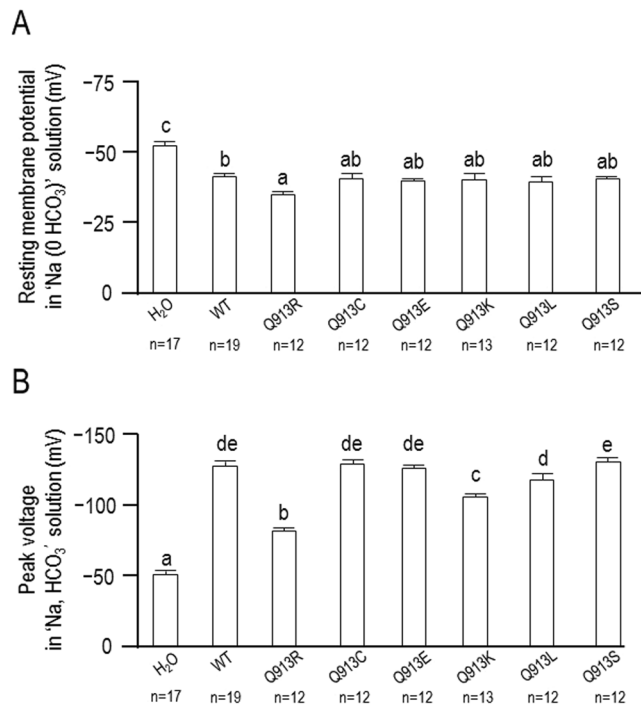 A
Resting membrane potential
in ‘Na (0 HCO₃)’ solution (mV)
−75
−50
−25
0
c
b
a
ab
ab
ab
ab
ab
H₂O
WT
Q913R
Q913C
Q913E
Q913K
Q913L
Q913S
n=17
n=19
n=12
n=12
n=12
n=13
n=12
n=12
B
Peak voltage
in ‘Na, HCO₃’ solution (mV)
−150
−100
−50
0
a
de
b
de
de
c
d
e
H₂O
WT
Q913R
Q913C
Q913E
Q913K
Q913L
Q913S
n=17
n=19
n=12
n=12
n=12
n=13
n=12
n=12